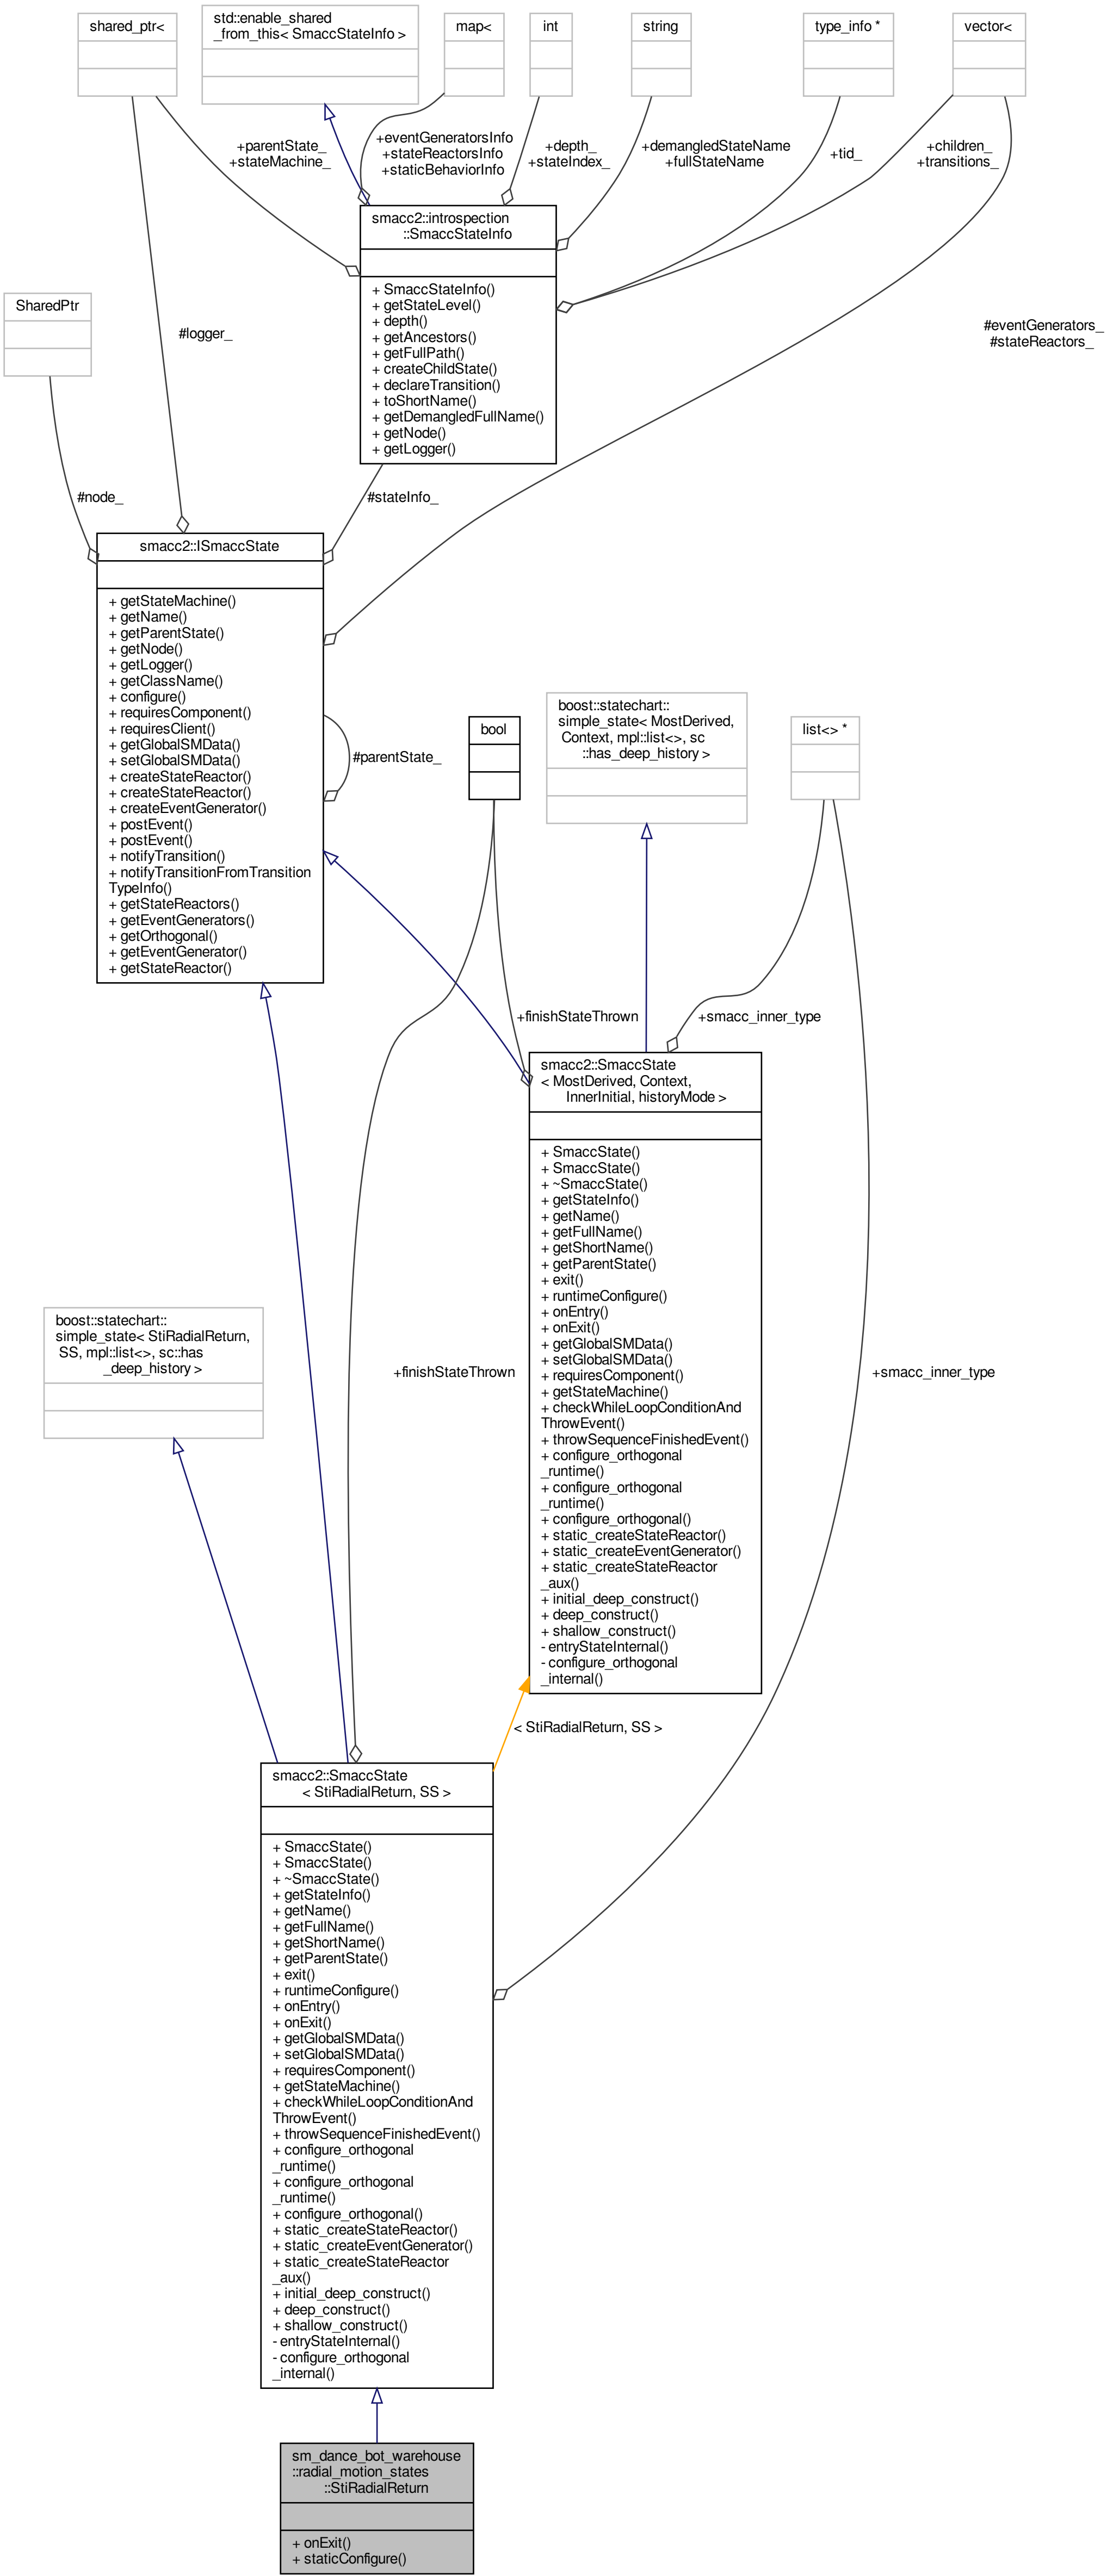 shared_ptr<
std::enable_shared
_from_this< SmaccStateInfo >
map<
int
string
type_info *
vector<
+parentState_
+stateMachine_
+eventGeneratorsInfo
+stateReactorsInfo
+staticBehaviorInfo
+depth_
+stateIndex_
+demangledStateName
+fullStateName
+tid_
+children_
+transitions_
smacc2::introspection
::SmaccStateInfo
+ SmaccStateInfo()
+ getStateLevel()
+ depth()
+ getAncestors()
+ getFullPath()
+ createChildState()
+ declareTransition()
+ toShortName()
+ getDemangledFullName()
+ getNode()
+ getLogger()
SharedPtr
#logger_
#eventGenerators_
#stateReactors_
#node_
#stateInfo_
smacc2::ISmaccState
+ getStateMachine()
+ getName()
+ getParentState()
+ getNode()
+ getLogger()
+ getClassName()
+ configure()
+ requiresComponent()
+ requiresClient()
+ getGlobalSMData()
+ setGlobalSMData()
+ createStateReactor()
+ createStateReactor()
+ createEventGenerator()
+ postEvent()
+ postEvent()
+ notifyTransition()
+ notifyTransitionFromTransition
TypeInfo()
+ getStateReactors()
+ getEventGenerators()
+ getOrthogonal()
+ getEventGenerator()
+ getStateReactor()
#parentState_
bool
boost::statechart::
simple_state< MostDerived,
Context, mpl::list<>, sc
::has_deep_history >
list<> *
+finishStateThrown
+smacc_inner_type
smacc2::SmaccState
< MostDerived, Context,
InnerInitial, historyMode >
+ SmaccState()
+ SmaccState()
+ ~SmaccState()
+ getStateInfo()
+ getName()
+ getFullName()
+ getShortName()
+ getParentState()
+ exit()
+ runtimeConfigure()
+ onEntry()
+ onExit()
+ getGlobalSMData()
+ setGlobalSMData()
+ requiresComponent()
+ getStateMachine()
+ checkWhileLoopConditionAnd
ThrowEvent()
+ throwSequenceFinishedEvent()
+ configure_orthogonal
_runtime()
+ configure_orthogonal
_runtime()
+ configure_orthogonal()
+ static_createStateReactor()
+ static_createEventGenerator()
+ static_createStateReactor
_aux()
+ initial_deep_construct()
+ deep_construct()
+ shallow_construct()
- entryStateInternal()
- configure_orthogonal
_internal()
boost::statechart::
simple_state< StiRadialReturn,
SS, mpl::list<>, sc::has
_deep_history >
+finishStateThrown
+smacc_inner_type
< StiRadialReturn, SS >
smacc2::SmaccState
< StiRadialReturn, SS >
+ SmaccState()
+ SmaccState()
+ ~SmaccState()
+ getStateInfo()
+ getName()
+ getFullName()
+ getShortName()
+ getParentState()
+ exit()
+ runtimeConfigure()
+ onEntry()
+ onExit()
+ getGlobalSMData()
+ setGlobalSMData()
+ requiresComponent()
+ getStateMachine()
+ checkWhileLoopConditionAnd
ThrowEvent()
+ throwSequenceFinishedEvent()
+ configure_orthogonal
_runtime()
+ configure_orthogonal
_runtime()
+ configure_orthogonal()
+ static_createStateReactor()
+ static_createEventGenerator()
+ static_createStateReactor
_aux()
+ initial_deep_construct()
+ deep_construct()
+ shallow_construct()
- entryStateInternal()
- configure_orthogonal
_internal()
sm_dance_bot_warehouse
::radial_motion_states
::StiRadialReturn
+ onExit()
+ staticConfigure()